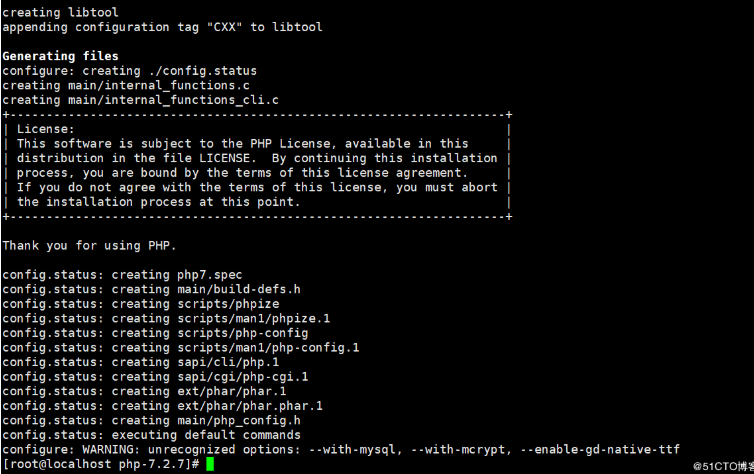 creating libtool
appending configuration tag "CXX" to libtool
Generating files
configure: creating ./config.status
creating main/internal_functions.c
creating main/internal_functions_cli.c
+--------------------------------------------------------------------+
| License:                                                           |
| This software is subject to the PHP License, available in this     |
| distribution in the file LICENSE.  By continuing this installation |
| process, you are bound by the terms of this license agreement.     |
| If you do not agree with the terms of this license, you must abort |
| the installation process at this point.                            |
+--------------------------------------------------------------------+
Thank you for using PHP.
config.status: creating php7.spec
config.status: creating main/build-defs.h
config.status: creating scripts/phpize
config.status: creating scripts/man1/phpize.1
config.status: creating scripts/php-config
config.status: creating scripts/man1/php-config.1
config.status: creating sapi/cli/php.1
config.status: creating sapi/cgi/php-cgi.1
config.status: creating ext/phar/phar.1
config.status: creating ext/phar/phar.phar.1
config.status: creating main/php_config.h
config.status: executing default commands
configure: WARNING: unrecognized options: --with-mysql, --with-mcrypt, --enable-gd-native-ttf
[root@localhost php-7.2.7]#
@51CTO博客